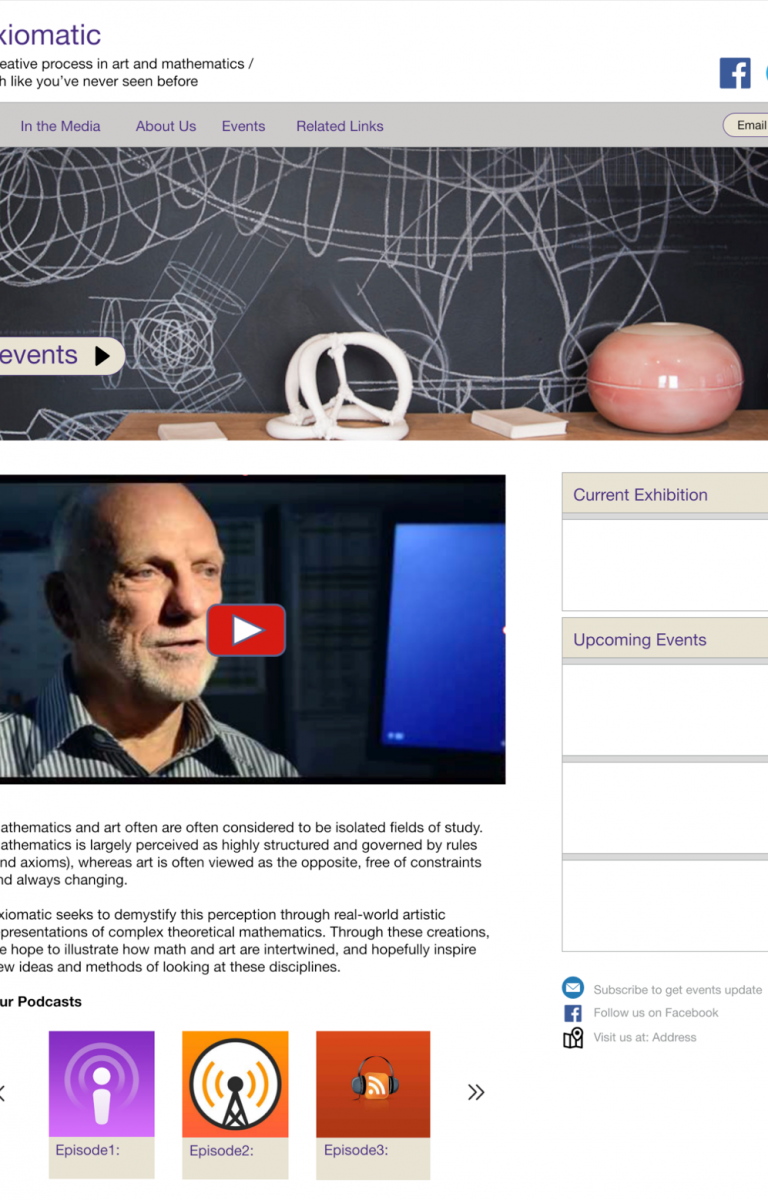 xiomatic
eative process in art and mathematics /
h like you've never seen before
In the Media About Us Events Related Links
Email
events
Current Exhibition
Upcoming Events
athematics and art often are often considered to be isolated fields of study.
athematics is largely perceived as highly structured and governed by rules
nd axioms), whereas art is often viewed as the opposite, free of constraints
nd always changing.
xiomatic seeks to demystify this perception through real-world artistic
presentations of complex theoretical mathematics. Through these creations,
e hope to illustrate how math and art are intertwined, and hopefully inspire
ew ideas and methods of looking at these disciplines.
ur Podcasts
Episode1:
Episode2:
Episode3:
Subscribe to get events update
Follow us on Facebook
Visit us at: Address